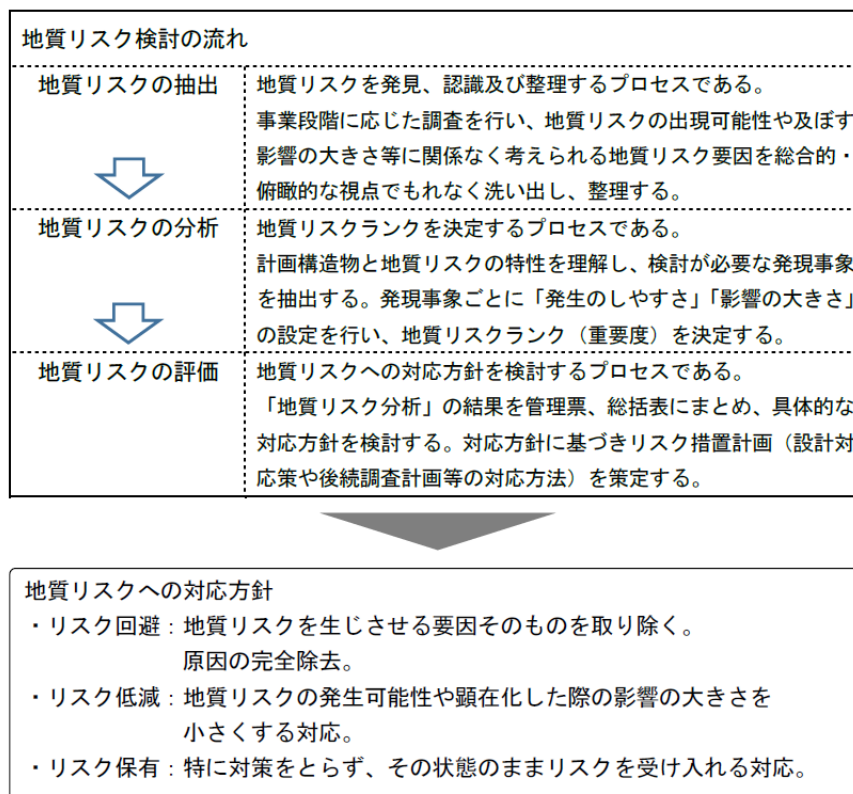 地質リスク検討の流れ
地質リスクの抽出
地質リスクを発見、認識及び整理するプロセスである。
事業段階に応じた調査を行い、地質リスクの出現可能性や及ぼす
影響の大きさ等に関係なく考えられる地質リスク要因を総合的・
俯瞰的な視点でもれなく洗い出し、整理する。
地質リスクの分析
地質リスクランクを決定するプロセスである。
計画構造物と地質リスクの特性を理解し、検討が必要な発現事象
を抽出する。発現事象ごとに「発生のしやすさ」「影響の大きさ」
の設定を行い、地質リスクランク（重要度）を決定する。
地質リスクの評価
地質リスクへの対応方針を検討するプロセスである。
「地質リスク分析」の結果を管理票、総括表にまとめ、具体的な
対応方針を検討する。対応方針に基づきリスク措置計画（設計対
応策や後続調査計画等の対応方法）を策定する。
地質リスクへの対応方針
・リスク回避：地質リスクを生じさせる要因そのものを取り除く。
原因の完全除去。
・リスク低減：地質リスクの発生可能性や顕在化した際の影響の大きさを
小さくする対応。
・リスク保有：特に対策をとらず、その状態のままリスクを受け入れる対応。